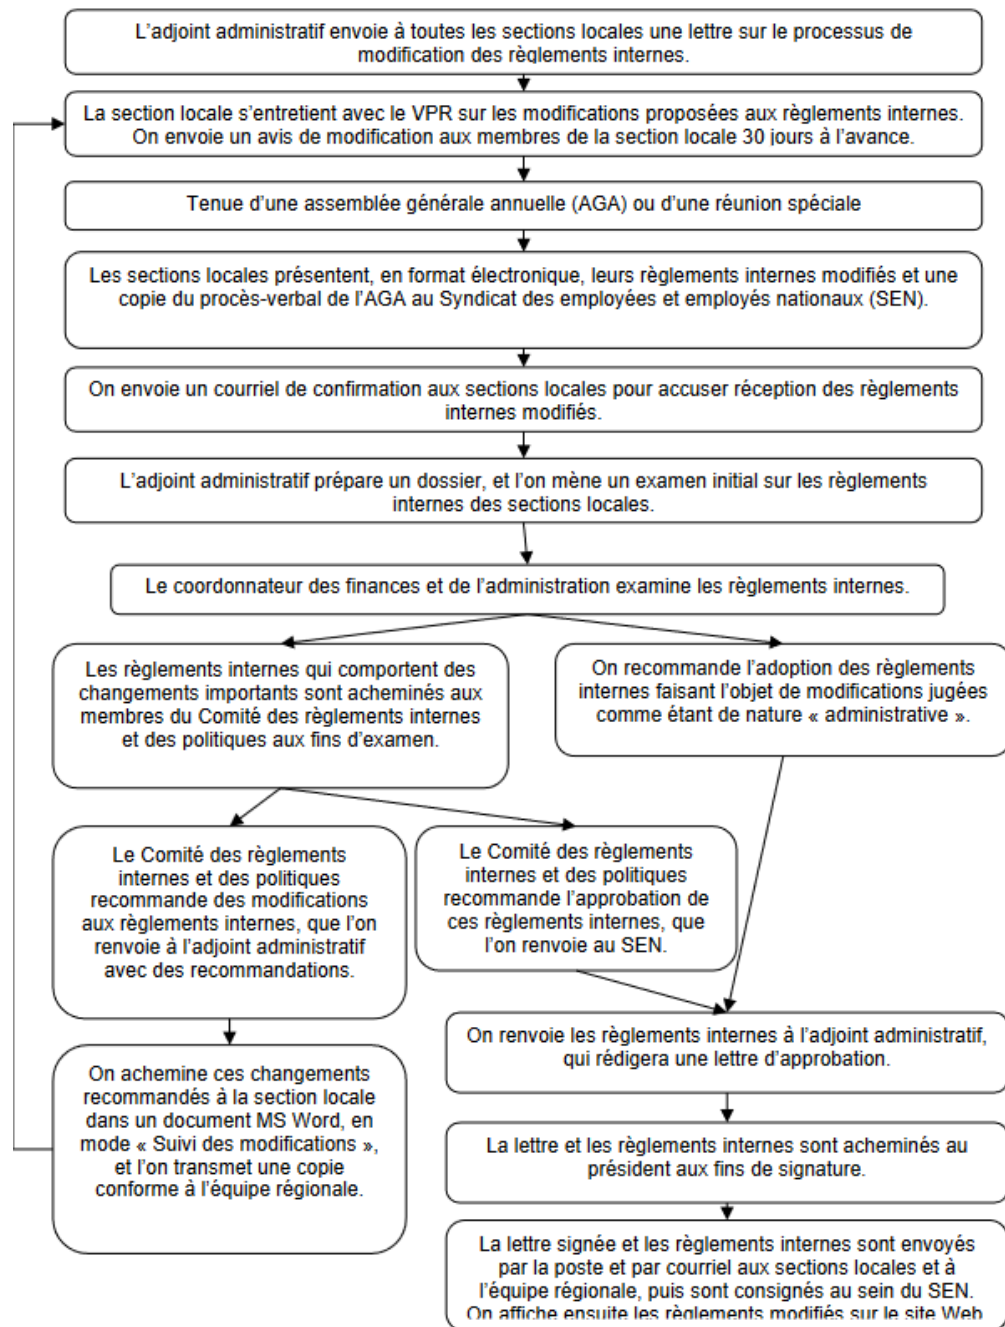 L'adjoint administratif envoie à toutes les sections locales une lettre sur le processus de
modification des règlements internes.
La section locale s'entretient avec le VPR sur les modifications proposées aux règlements internes.
On envoie un avis de modification aux membres de la section locale 30 jours à l'avance.
Tenue d'une assemblée générale annuelle (AGA) ou d'une réunion spéciale
Les sections locales présentent, en format électronique, leurs règlements internes modifiés et une
copie du procès-verbal de l'AGA au Syndicat des employées et employés nationaux (SEN).
On envoie un courriel de confirmation aux sections locales pour accuser réception des règlements
internes modifiés.
L'adjoint administratif prépare un dossier, et l'on mène un examen initial sur les règlements
internes des sections locales.
Le coordonnateur des finances et de l'administration examine les règlements internes.
Les règlements internes qui comportent des
changements importants sont acheminés aux
membres du Comité des règlements internes
et des politiques aux fins d'examen.
On recommande l'adoption des règlements
internes faisant l'objet de modifications jugées
comme étant de nature « administrative ».
Le Comité des règlements
internes et des politiques
recommande des modifications
aux règlements internes, que l'on
renvoie à l'adjoint administratif
avec des recommandations.
Le Comité des règlements
internes et des politiques
recommande l'approbation de
ces règlements internes, que
l'on renvoie au SEN.
On renvoie les règlements internes à l'adjoint administratif,
qui rédigera une lettre d'approbation.
On achemine ces changements
recommandés à la section locale
dans un document MS Word, en
mode « Suivi des modifications »,
et l'on transmet une copie
conforme à l'équipe régionale.
La lettre et les règlements internes sont acheminés au
président aux fins de signature.
La lettre signée et les règlements internes sont envoyés
par la poste et par courriel aux sections locales et à
l'équipe régionale, puis sont consignés au sein du SEN.
On affiche ensuite les règlements modifiés sur le site Web